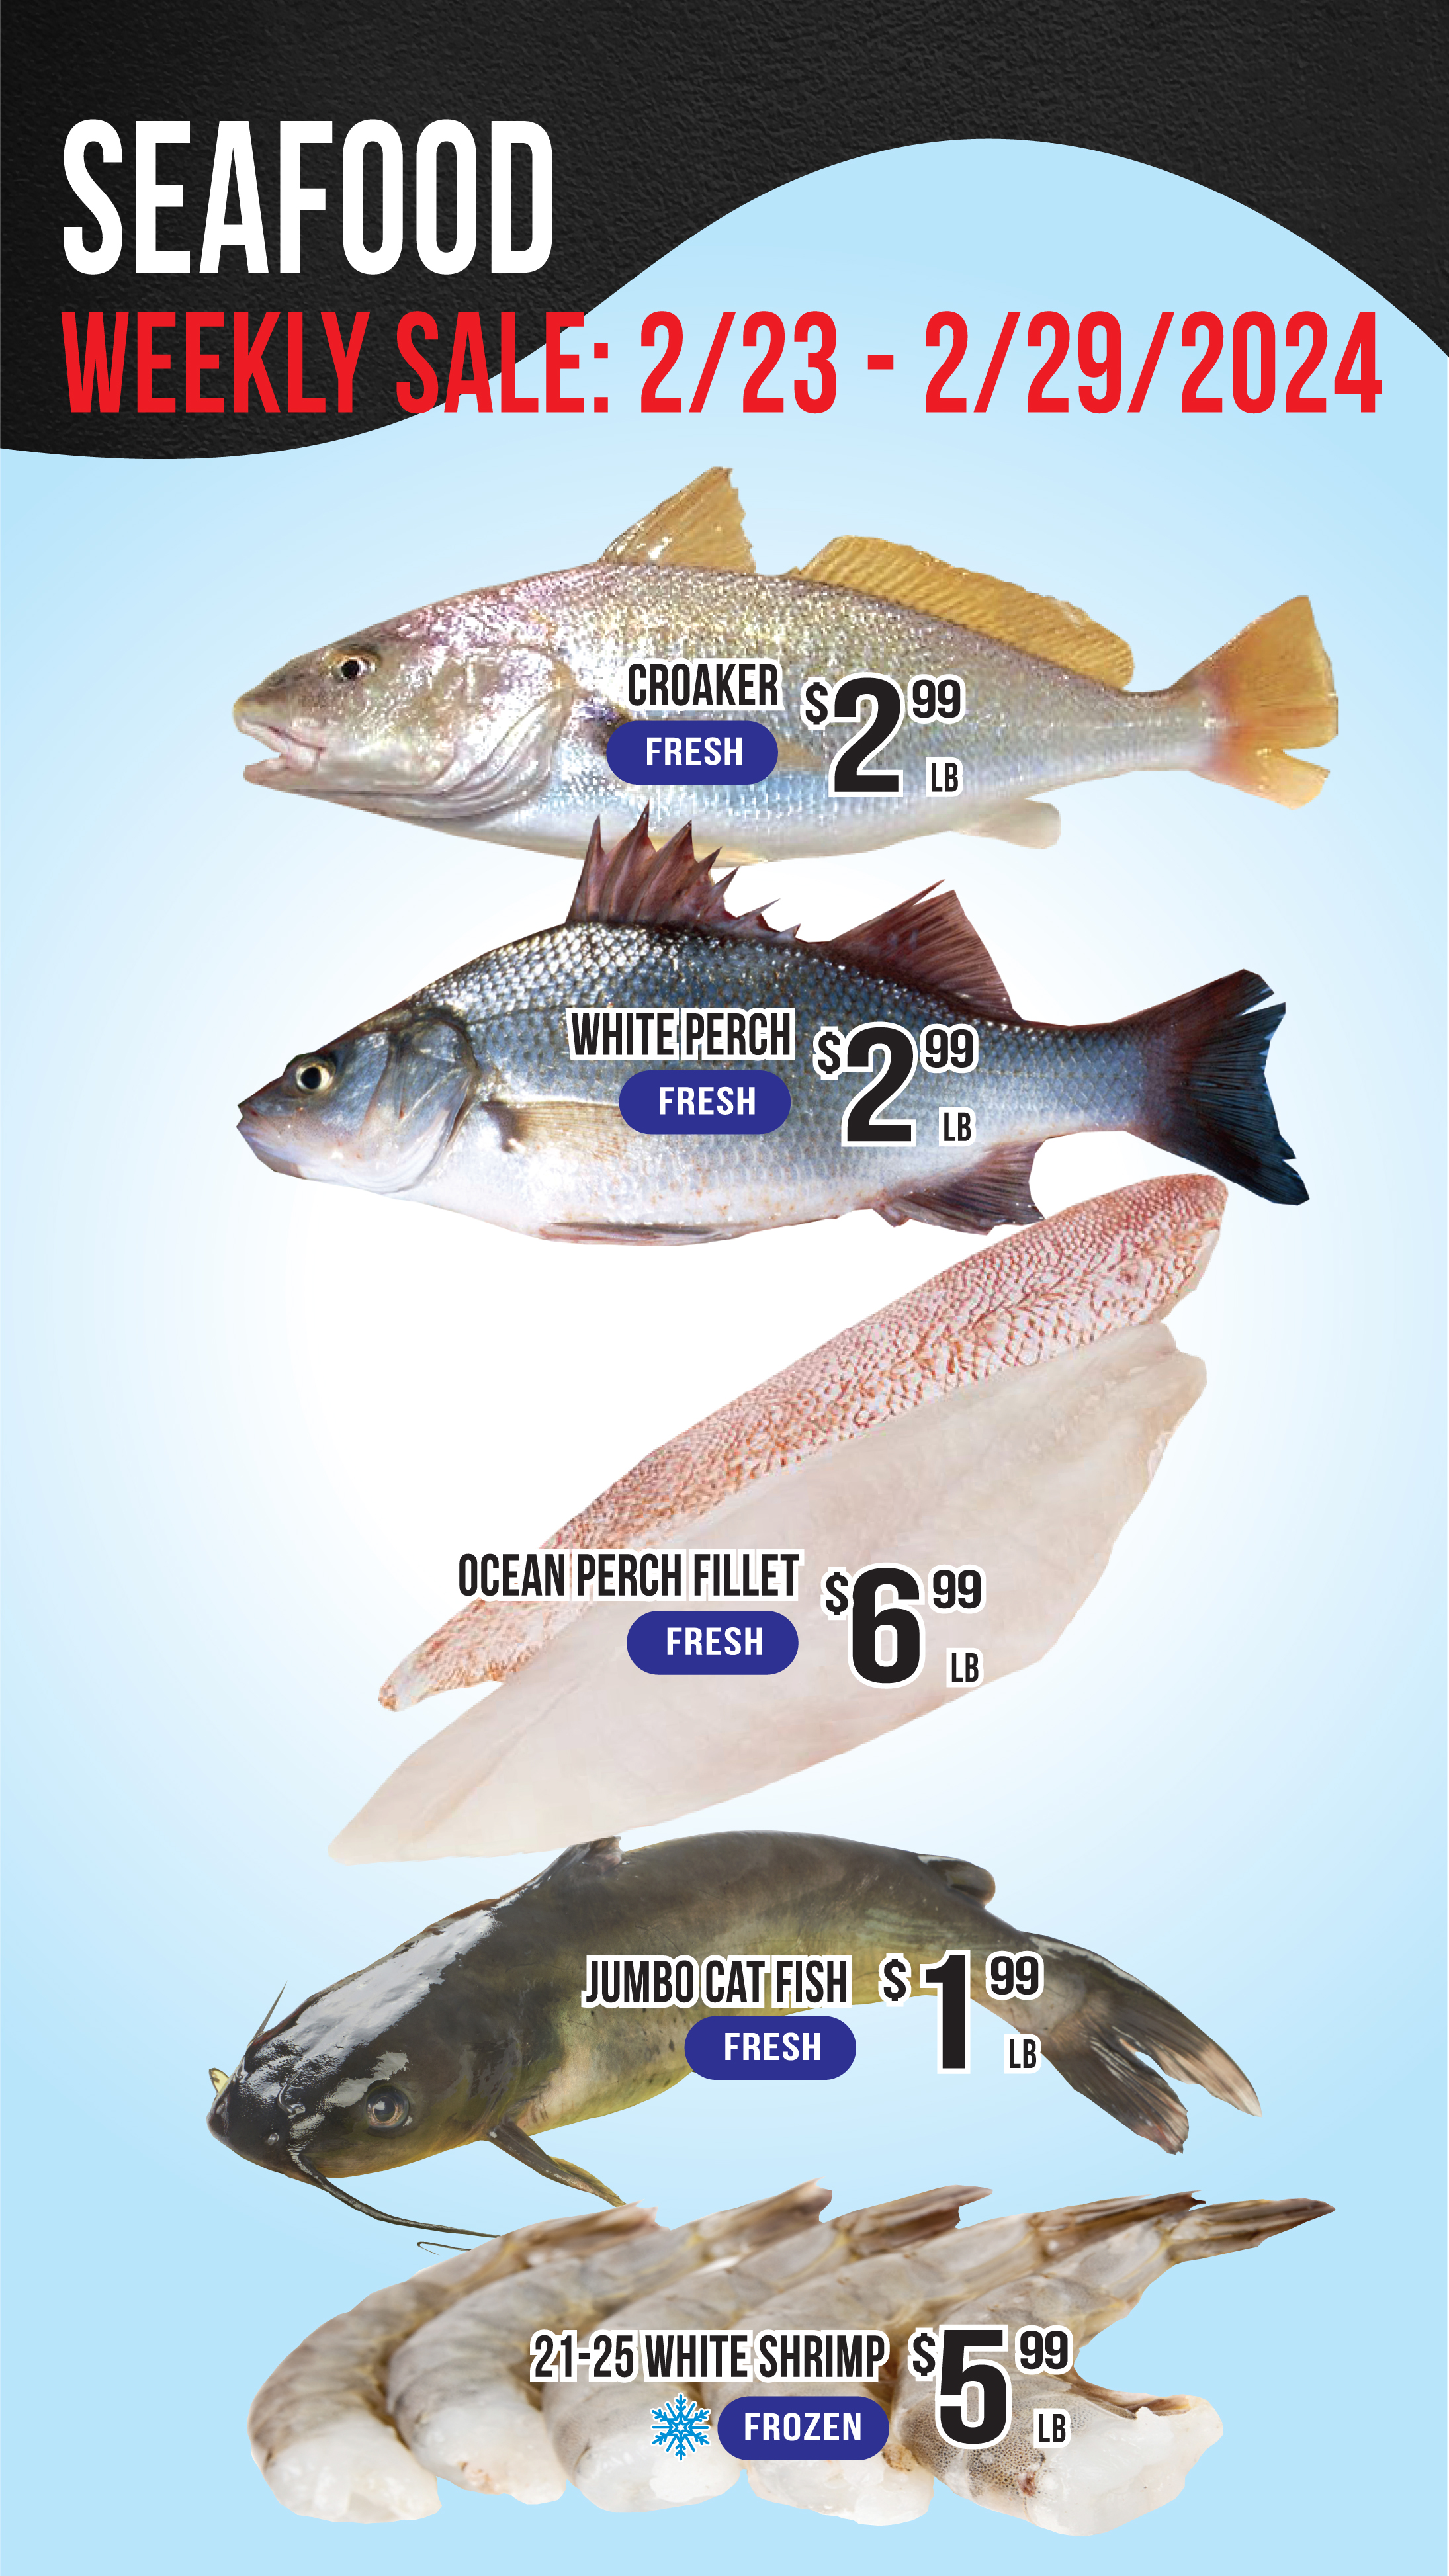 SEAFOOD
WEEKLY SALE: 2/23 - 2/29/2024
CROAKER $2 99
FRESH LB
WHITE PERCH $2 99
FRESH LB
OCEAN PERCH FILLET $6 99
FRESH LB
JUMBO CAT FISH $1 99
FRESH LB
21-25 WHITE SHRIMP $5 99
FROZEN LB